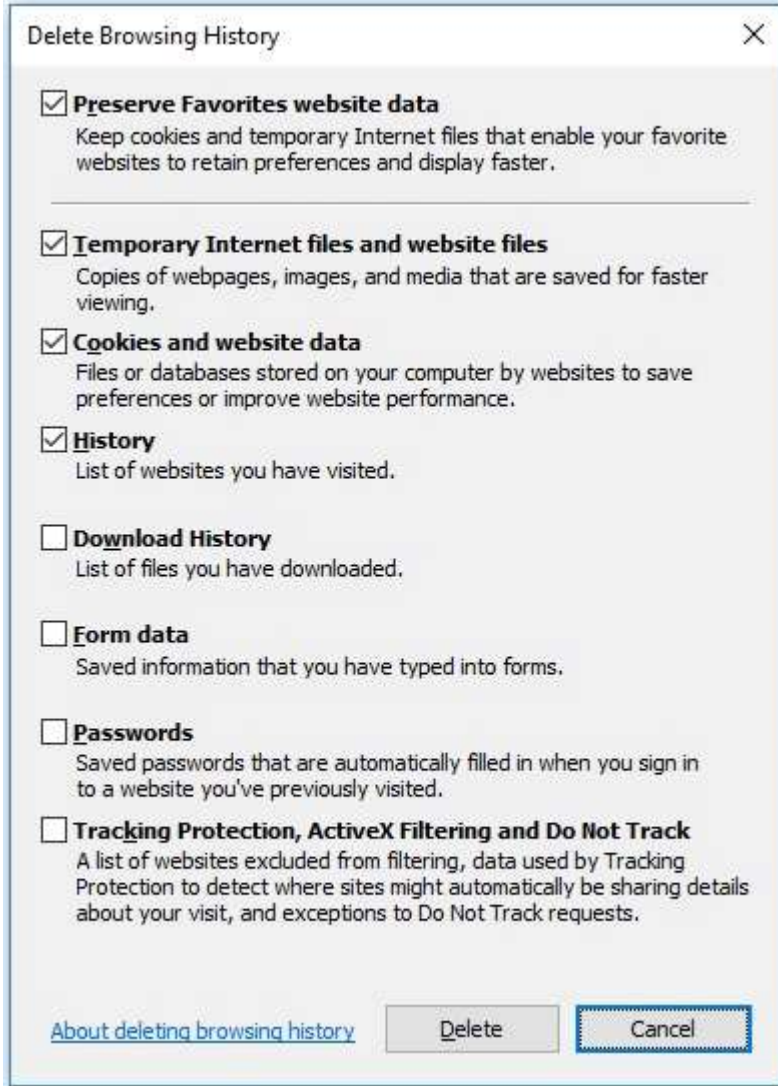 Delete Browsing History
Preserve Favorites website data
Keep cookies and temporary Internet files that enable your favorite
websites to retain preferences and display faster.
Temporary Internet files and website files
Copies of webpages, images, and media that are saved for faster
viewing.
Cookies and website data
Files or databases stored on your computer by websites to save
preferences or improve website performance.
History
List of websites you have visited.
Download History
List of files you have downloaded.
Form data
Saved information that you have typed into forms.
Passwords
Saved passwords that are automatically filled in when you sign in
to a website you've previously visited.
Tracking Protection, ActiveX Filtering and Do Not Track
A list of websites excluded from filtering, data used by Tracking
Protection to detect where sites might automatically be sharing details
about your visit, and exceptions to Do Not Track requests.
About deleting browsing history Delete Cancel